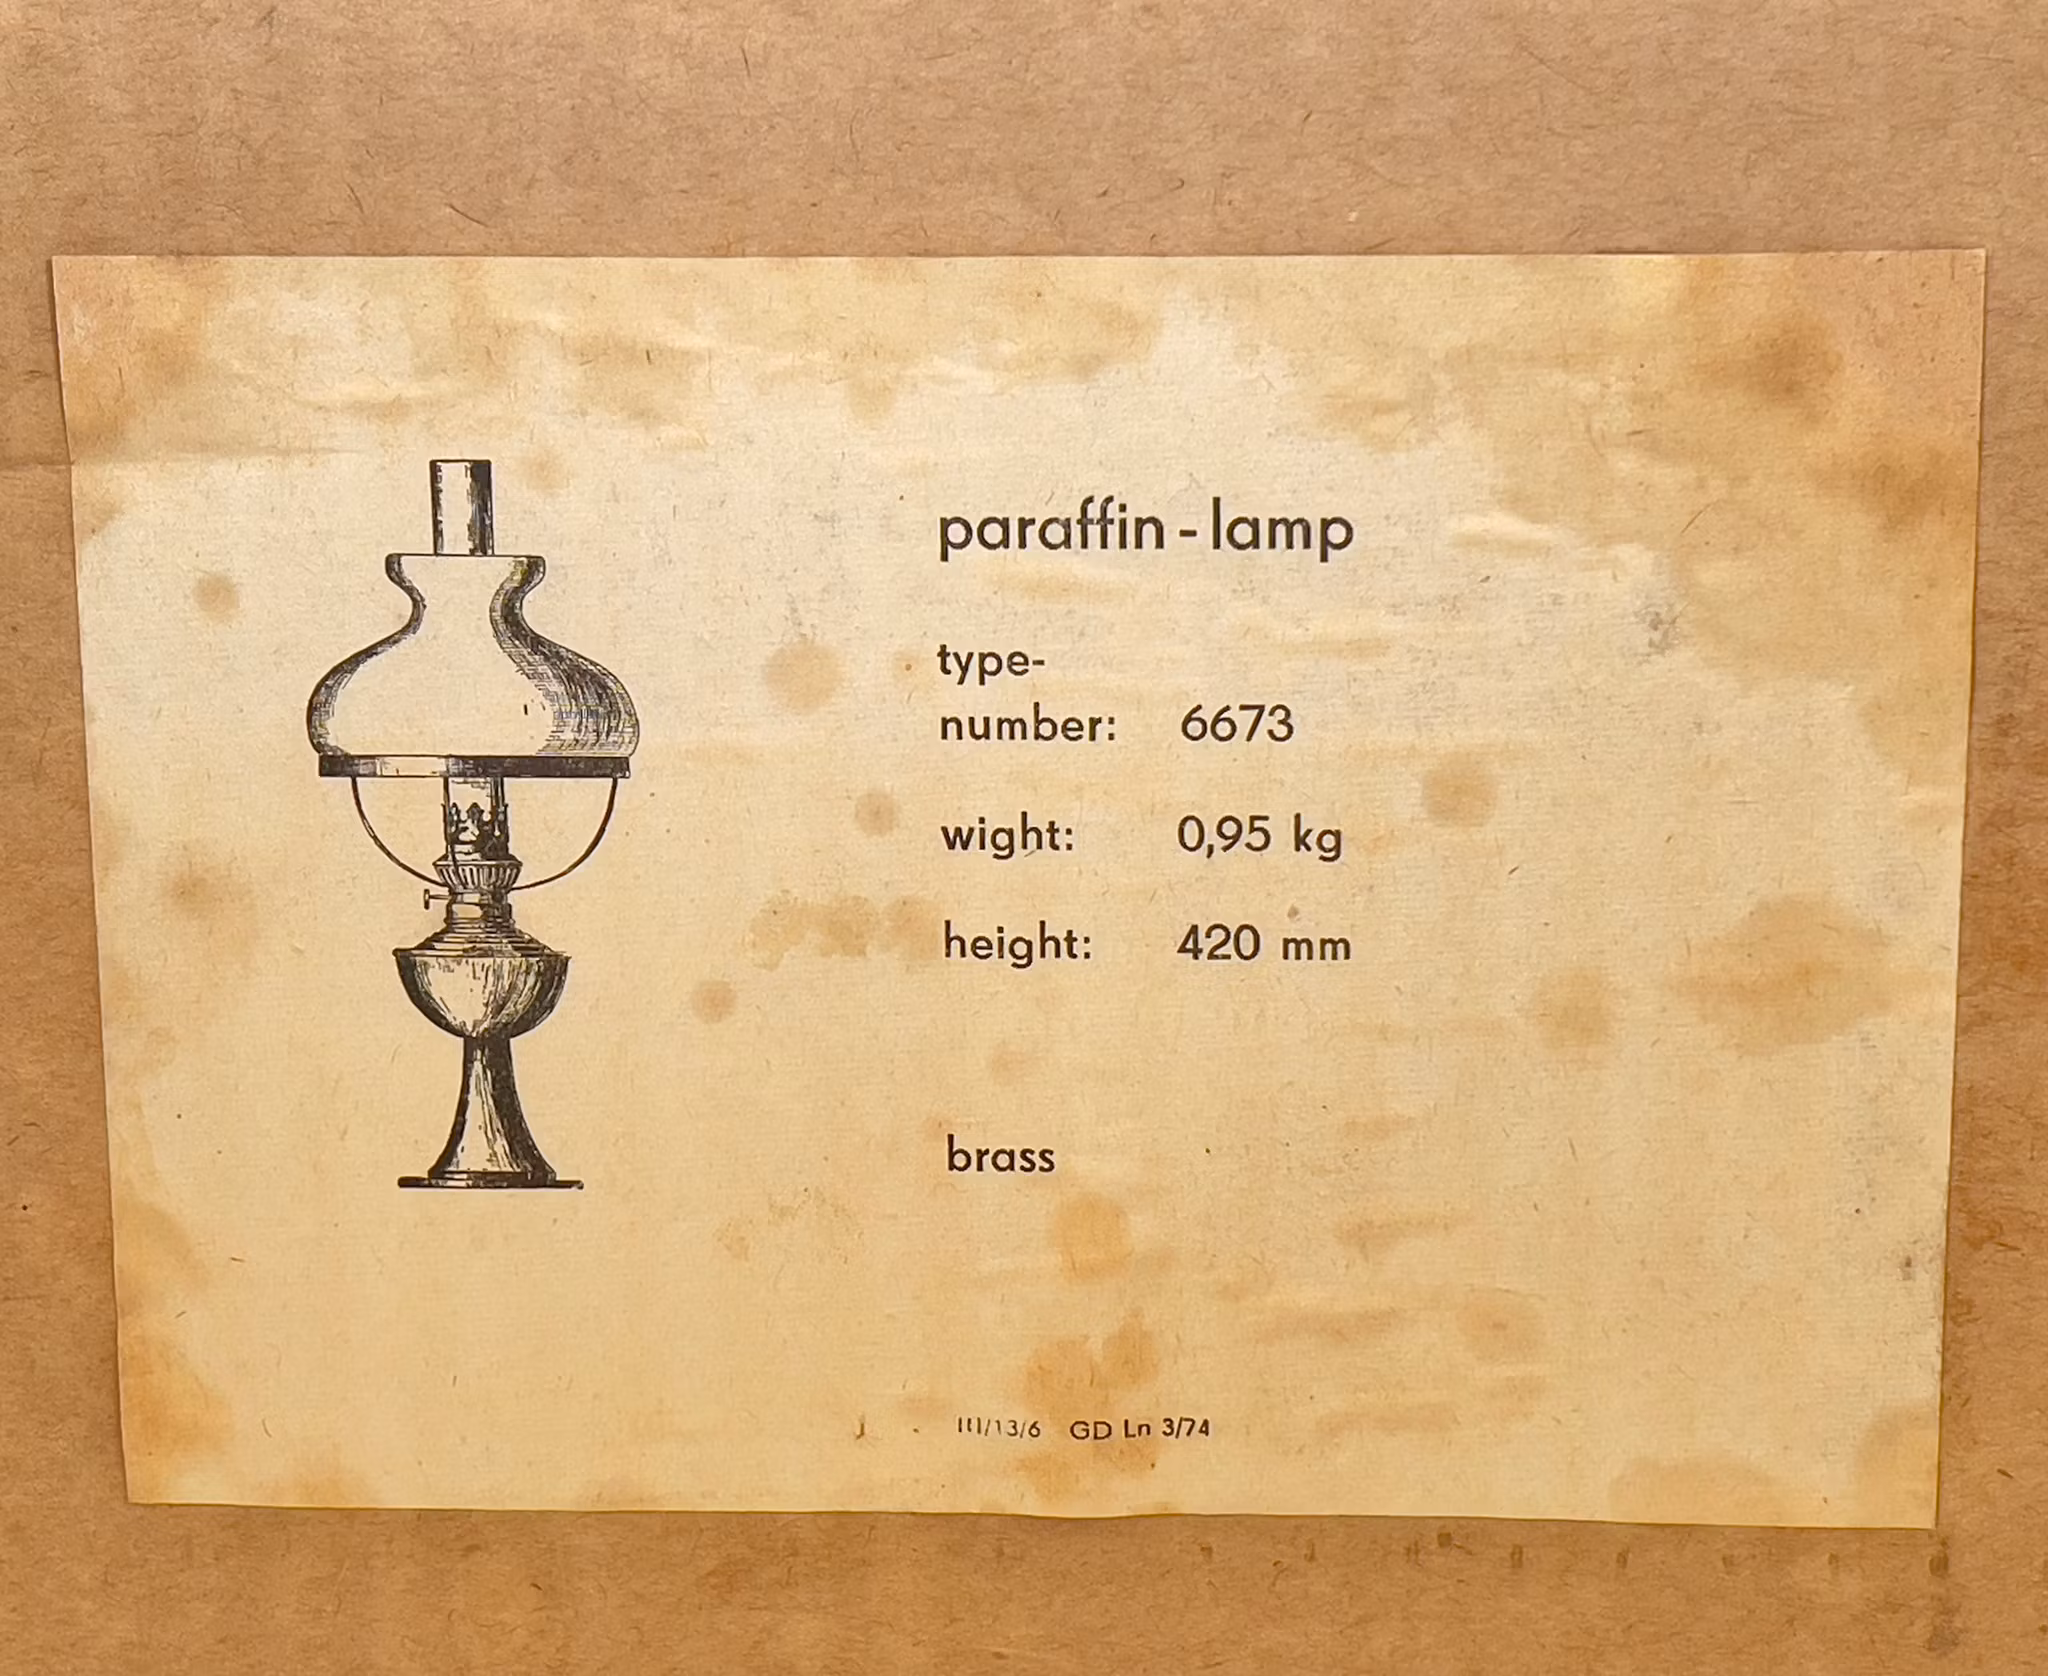 paraffin - lamp
type-
number: 6673
wight: 0,95 kg
height: 420 mm
brass
III/13/6 GD Ln 3/74